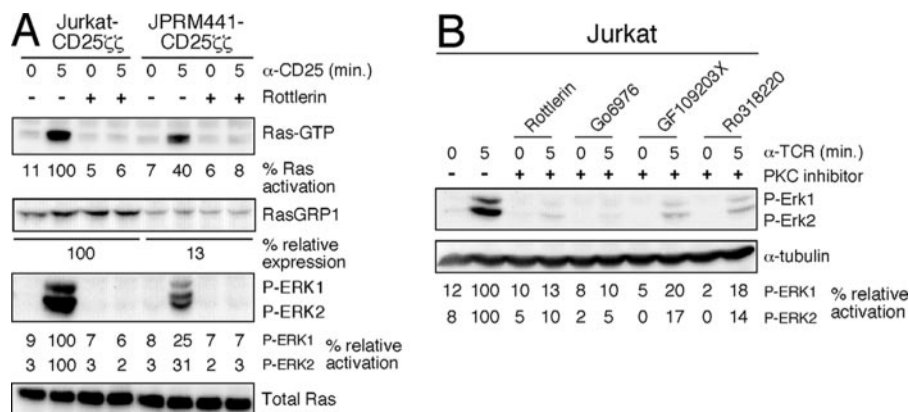 A
Jurkat-CD25ζζ
JPRM441-CD25ζζ
0 5 0 5 0 5 0 5 α-CD25 (min.)
- - + + - - + + Rottlerin
Ras-GTP
11 100 5 6 7 40 6 8 % Ras activation
RasGRP1
100 13 % relative expression
P-ERK1
P-ERK2
9 100 7 6 8 25 7 7 P-ERK1 % relative activation
3 100 3 2 3 31 2 3 P-ERK2
Total Ras
B
Jurkat
Rottlerin Go6976 GF109203X Ro318220
0 5 0 5 0 5 0 5 0 5 α-TCR (min.)
- - + + + + + + + + PKC inhibitor
P-Erk1
P-Erk2
α-tubulin
12 100 10 13 8 10 5 20 2 18 P-ERK1 % relative activation
8 100 5 10 2 5 0 17 0 14 P-ERK2